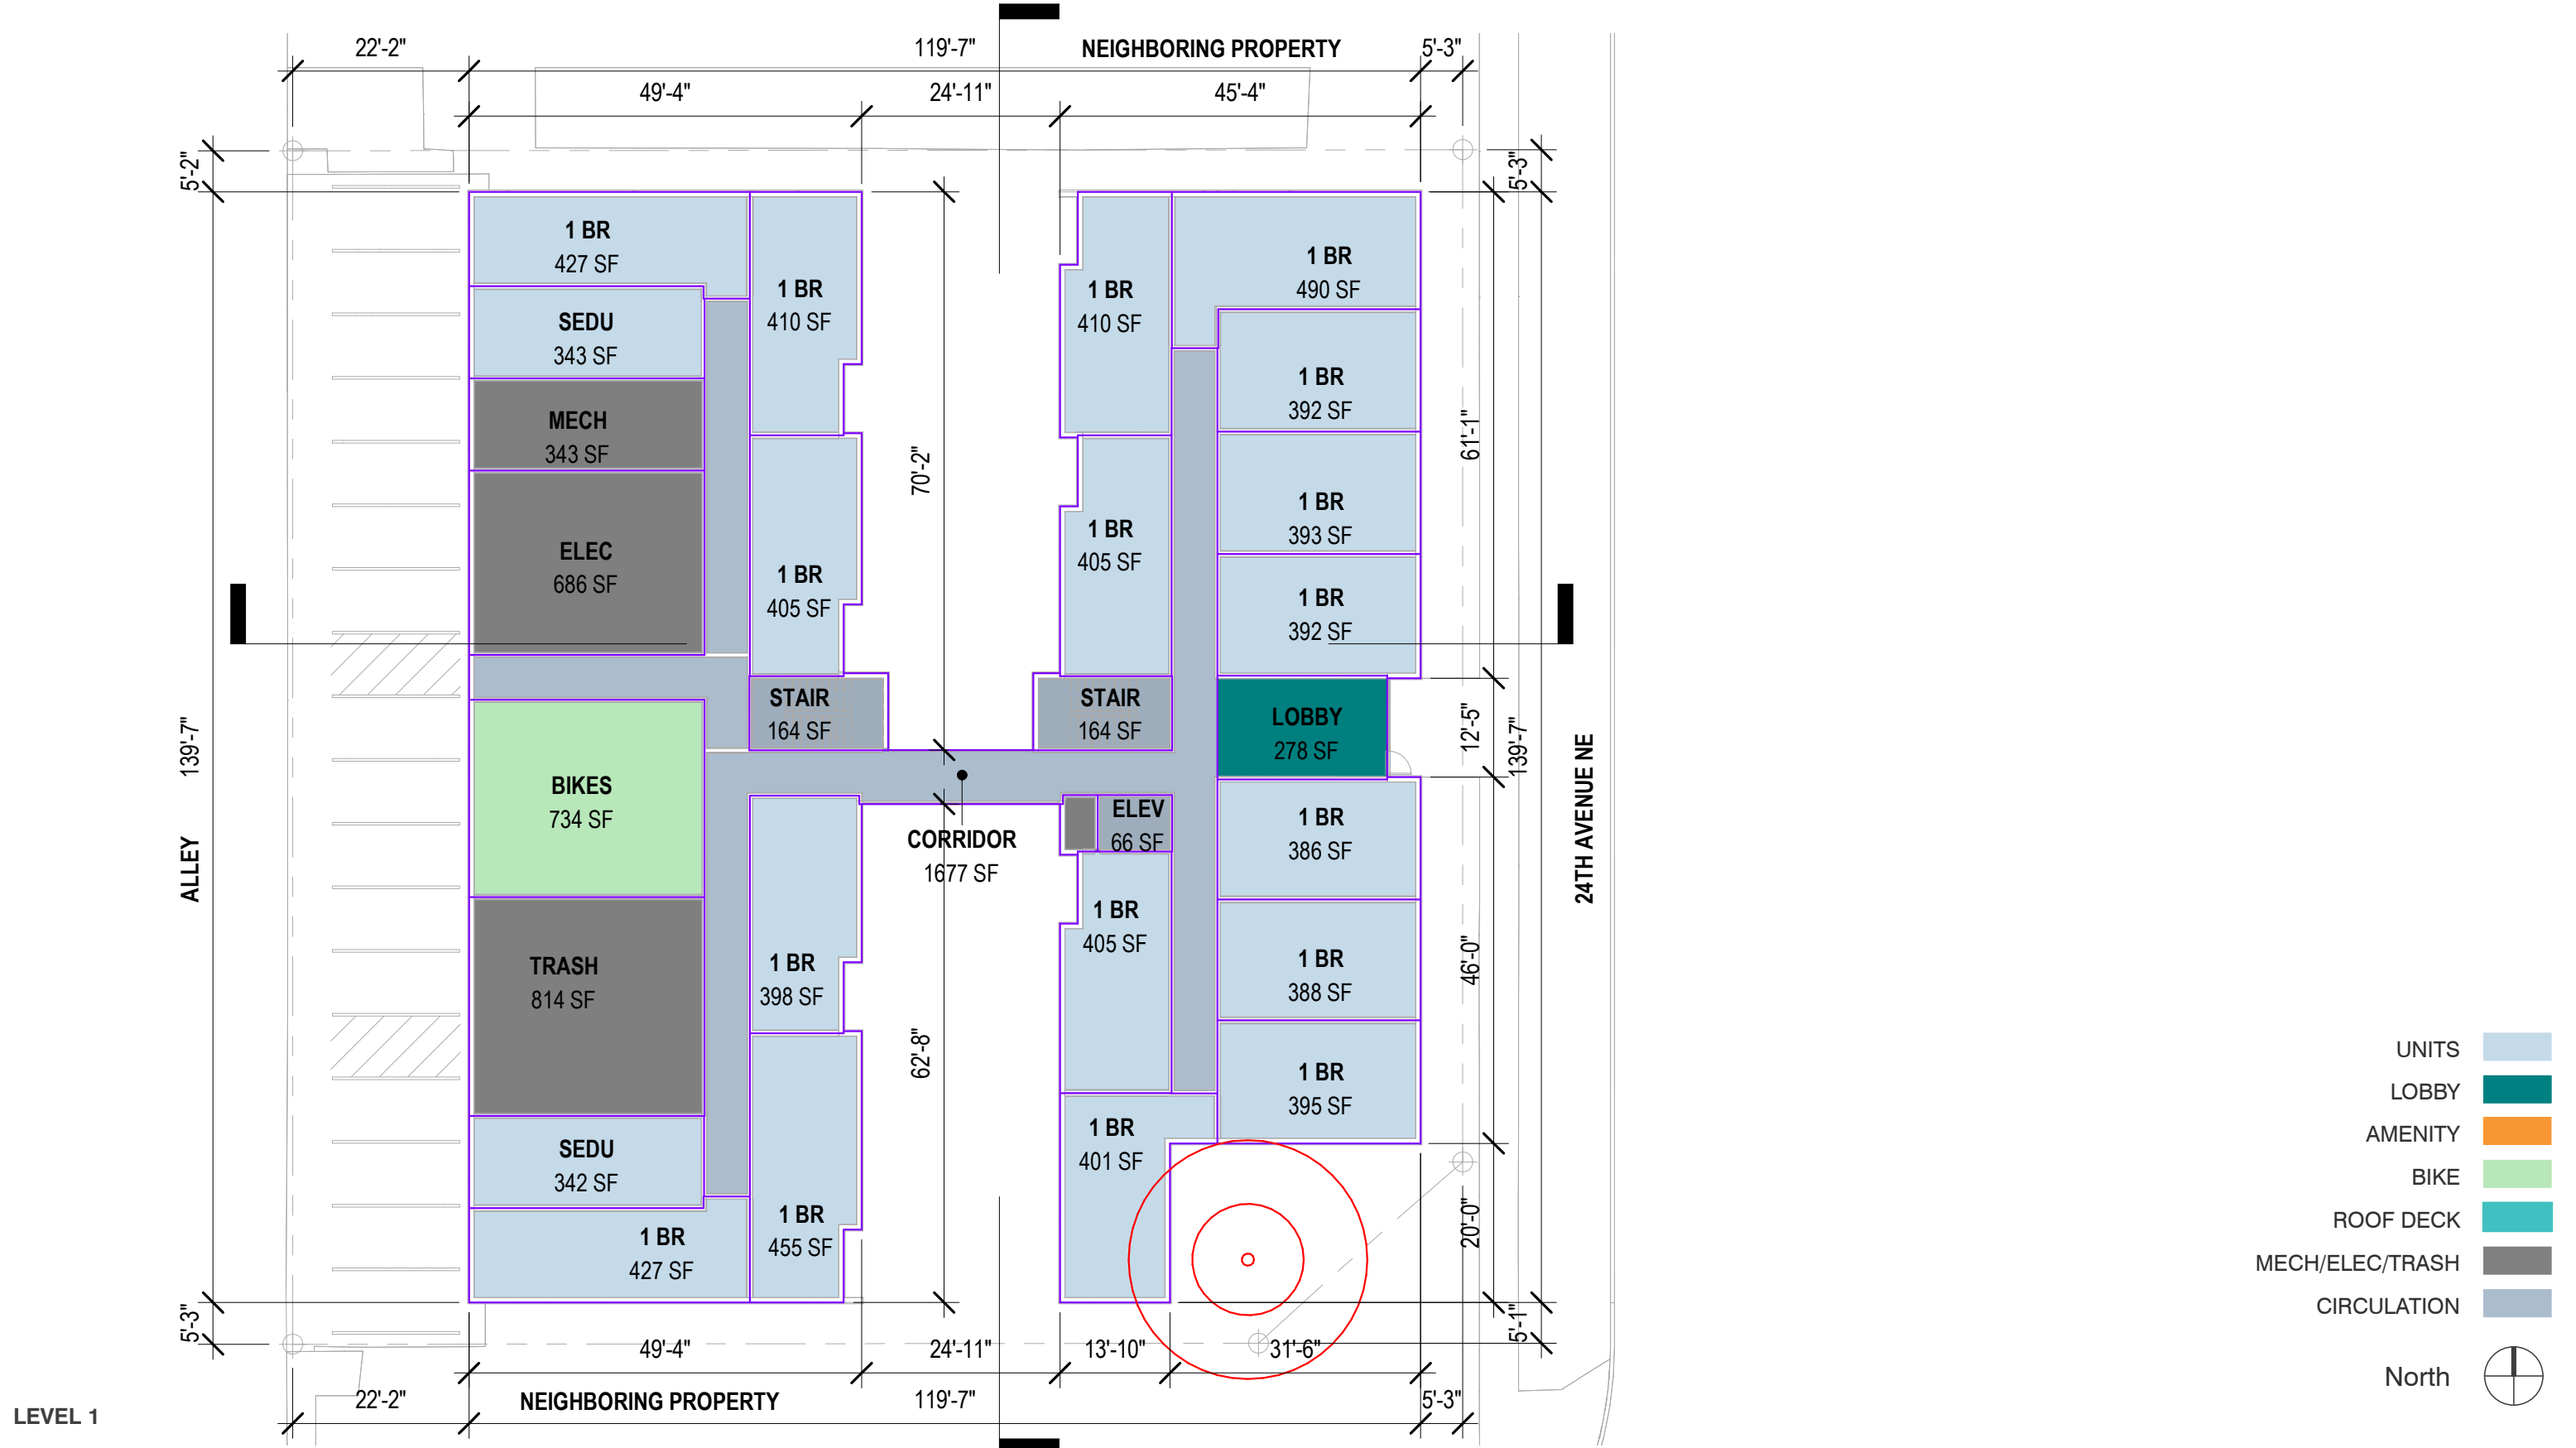 22'-2"
119'-7"
NEIGHBORING PROPERTY
5'-3"
49'-4"
24'-11"
45'-4"
5'-2"
5'-3"
1 BR
427 SF
1 BR
410 SF
1 BR
410 SF
1 BR
490 SF
SEDU
343 SF
1 BR
392 SF
MECH
343 SF
61'-1"
70'-2"
ELEC
686 SF
1 BR
405 SF
1 BR
405 SF
1 BR
393 SF
1 BR
392 SF
STAIR
164 SF
STAIR
164 SF
LOBBY
278 SF
12'-5"
139'-7"
139'-7"
BIKES
734 SF
ELEV
66 SF
CORRIDOR
1677 SF
1 BR
386 SF
ALLEY
24TH AVENUE NE
TRASH
814 SF
1 BR
398 SF
1 BR
405 SF
1 BR
388 SF
46'-0"
62'-8"
1 BR
395 SF
SEDU
342 SF
1 BR
401 SF
1 BR
427 SF
1 BR
455 SF
20'-0"
5'-3"
5'-1"
49'-4"
24'-11"
13'-10"
31'-6"
22'-2"
NEIGHBORING PROPERTY
119'-7"
5'-3"
UNITS
LOBBY
AMENITY
BIKE
ROOF DECK
MECH/ELEC/TRASH
CIRCULATION
North
LEVEL 1